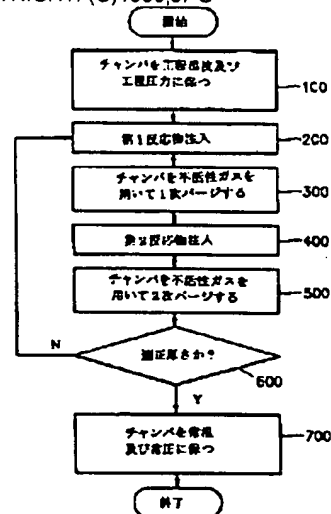 開始
チャンバを工程温度及び
工程圧力に保つ
100
第1反応物注入
200
チャンバを不活性ガスを
用いて1次パージする
300
第2反応物注入
400
チャンバを不活性ガスを
用いて2次パージする
500
N
適正厚さか?
600
Y
チャンバを常温
及び常圧に保つ
700
終了